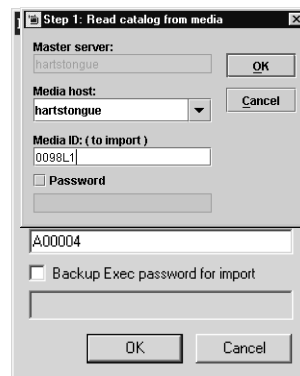 Step 1: Read catalog from media
Master server:
hartstongue
OK
Media host:
hartstongue
Cancel
Media ID: ( to import )
0098L1
Password
A00004
Backup Exec password for import
OK
Cancel